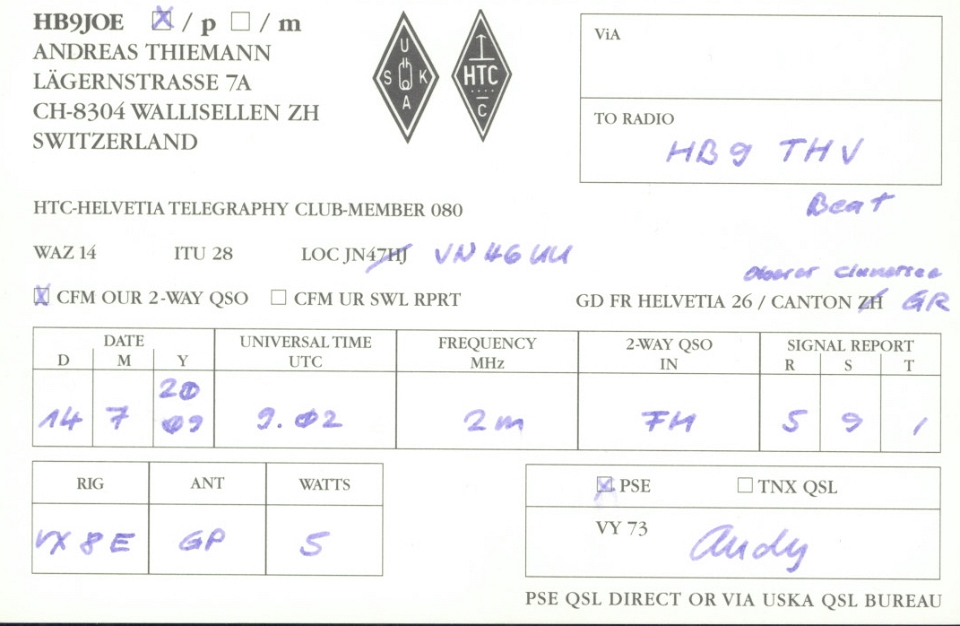 HB9JOE ☒ / p ☐ / m
ANDREAS THIEMANN
LÄGERNSTRASSE 7A
CH-8304 WALLISELLEN ZH
SWITZERLAND
USKA
HTC
C
ViA
TO RADIO
HB9 THV
Beat
HTC-HELVETIA TELEGRAPHY CLUB-MEMBER 080
WAZ 14 ITU 28 LOC JN47HJ JN46UU
Oberer
☒ CFM OUR 2-WAY QSO ☐ CFM UR SWL RPRT GD FR HELVETIA 26 / CANTON ZH GR
DATE UNIVERSAL TIME FREQUENCY 2-WAY QSO SIGNAL REPORT
D M Y UTC MHz IN R S T
20
14 7 09 9.02 2m FM 5 9 /
RIG ANT WATTS
VX8E GP 5
☒ PSE ☐ TNX QSL
VY 73 Andy
PSE QSL DIRECT OR VIA USKA QSL BUREAU